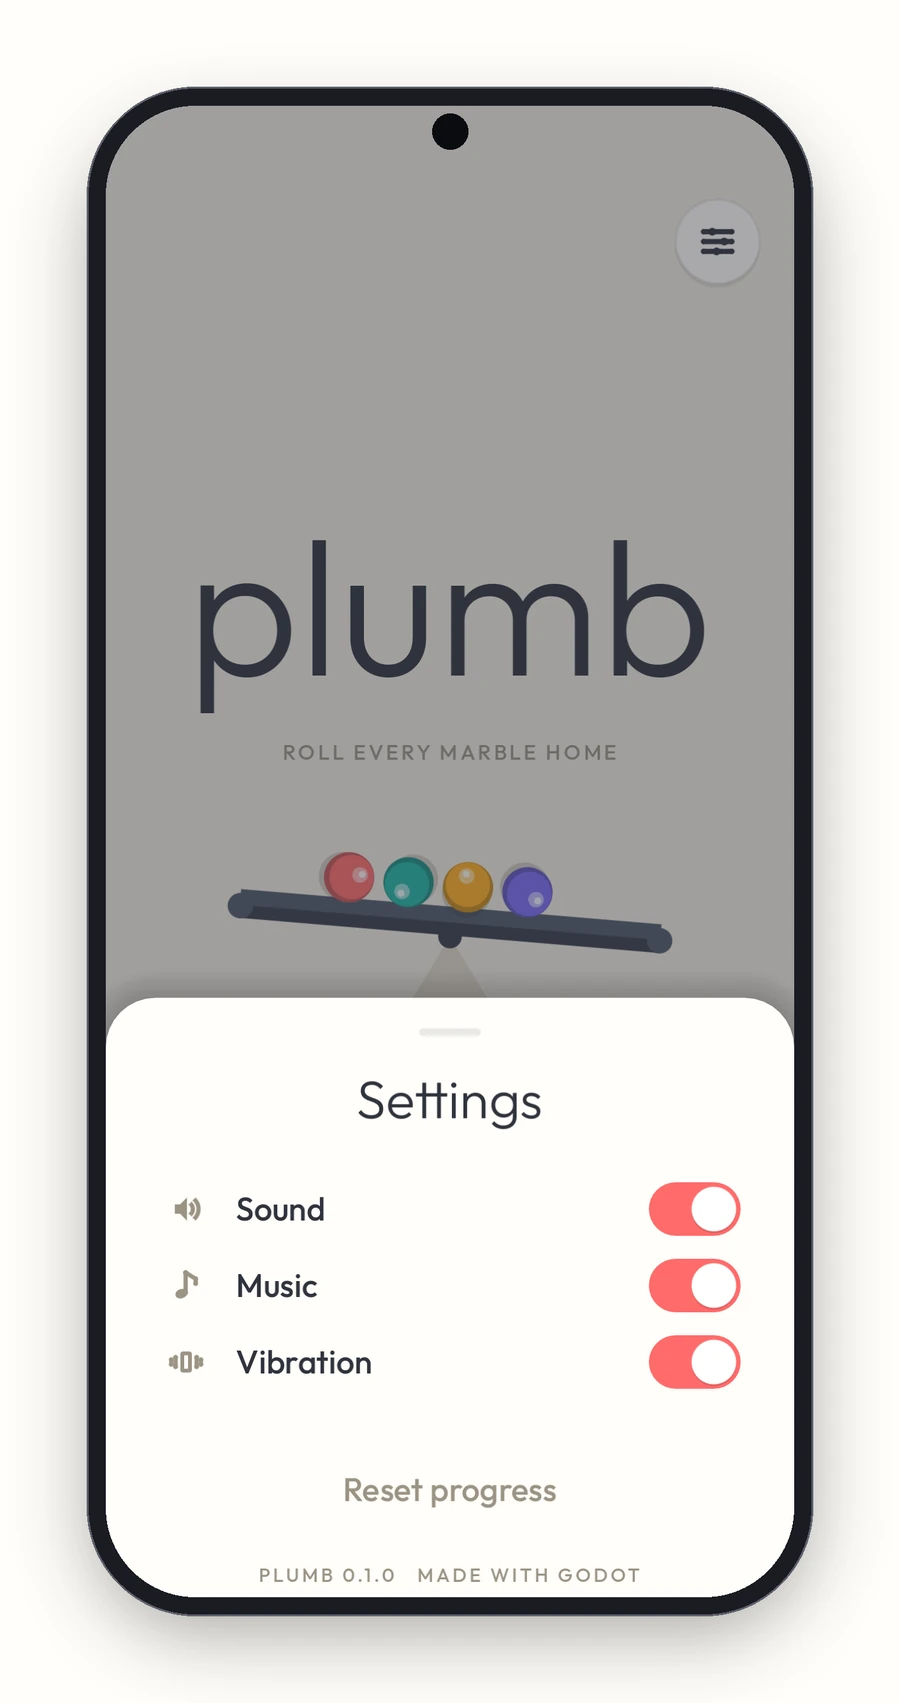 plumb
ROLL EVERY MARBLE HOME
Settings
Sound
Music
Vibration
Reset progress
PLUMB 0.1.0 MADE WITH GODOT